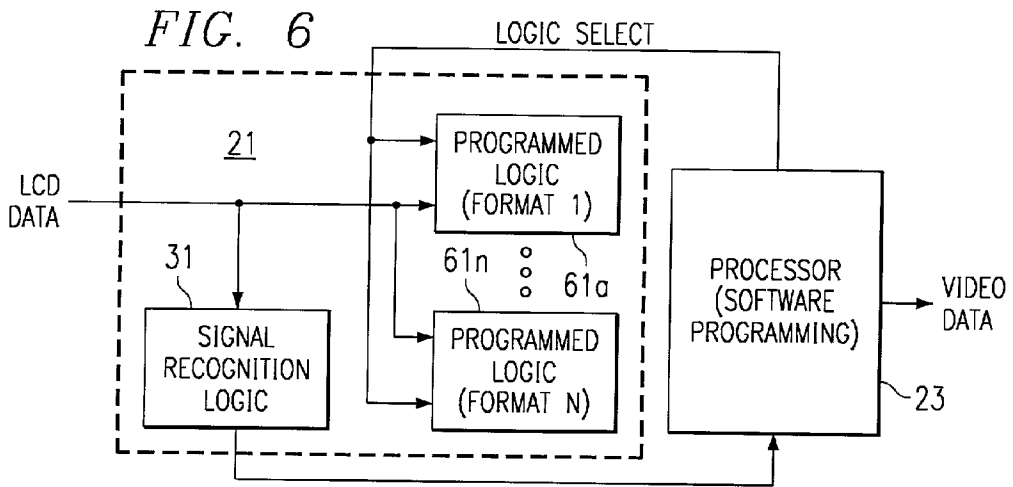 FIG. 6
LOGIC SELECT
21
LCD
DATA
PROGRAMMED
LOGIC
(FORMAT 1)
61a
61n
31
SIGNAL
RECOGNITION
LOGIC
PROGRAMMED
LOGIC
(FORMAT N)
PROCESSOR
(SOFTWARE
PROGRAMMING)
23
VIDEO
DATA